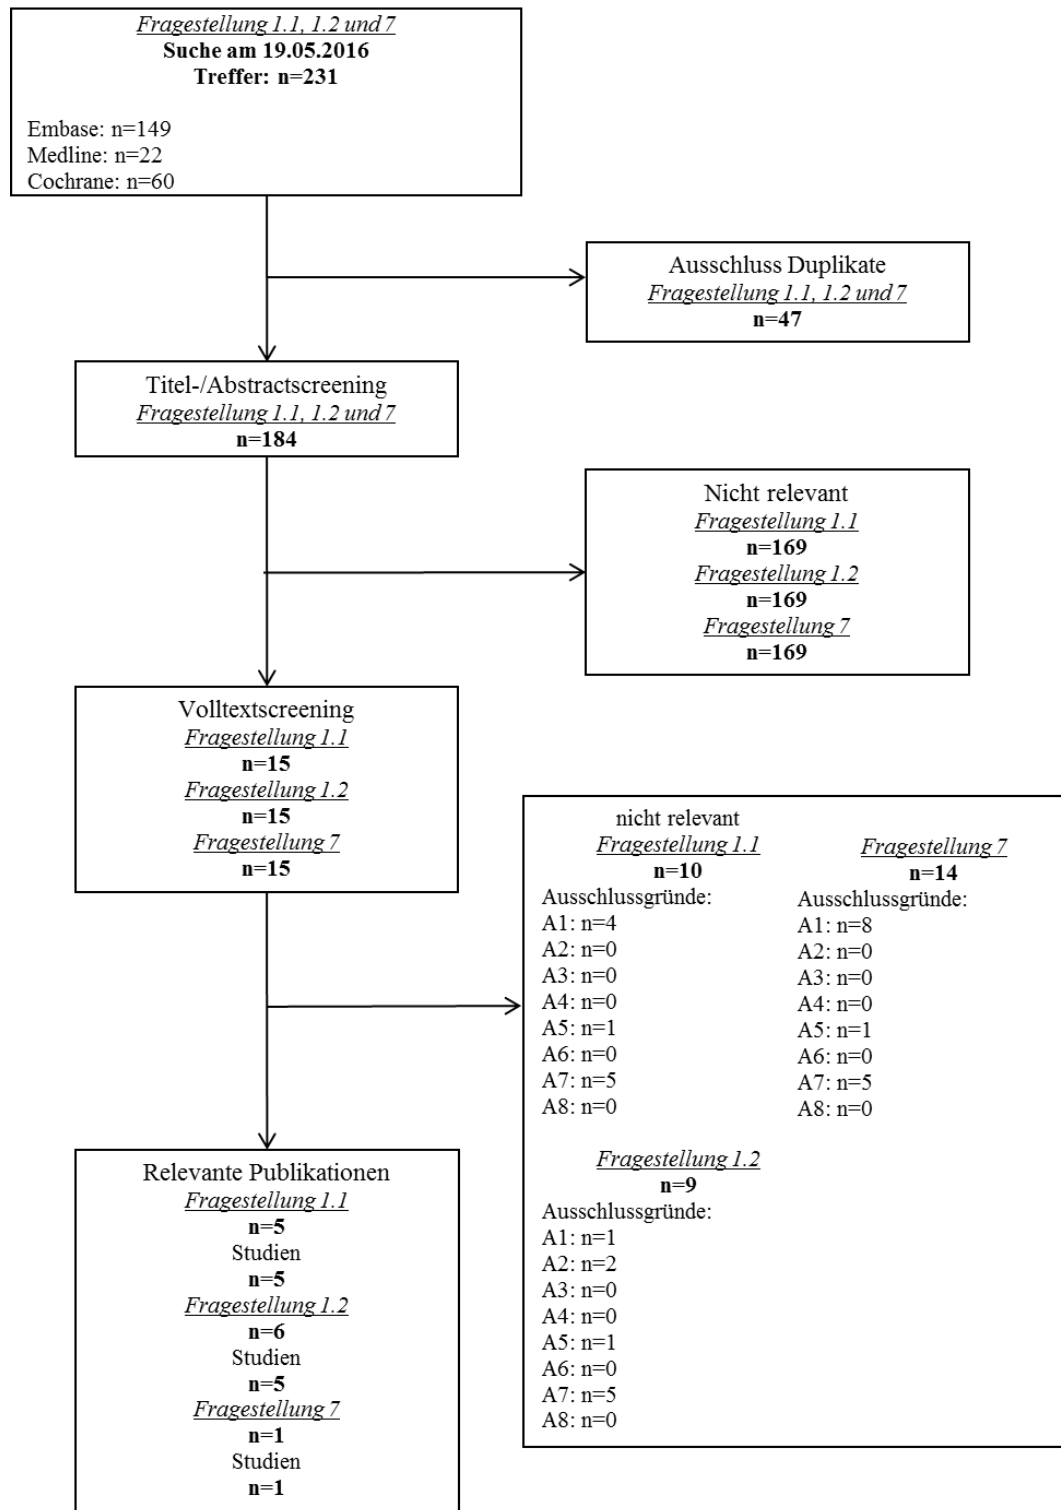 Fragestellung 1.1, 1.2 und 7
Suche am 19.05.2016
Treffer: n=231
Embase: n=149
Medline: n=22
Cochrane: n=60
Ausschluss Duplikate
Fragestellung 1.1, 1.2 und 7
n=47
Titel-/Abstractscreening
Fragestellung 1.1, 1.2 und 7
n=184
Nicht relevant
Fragestellung 1.1
n=169
Fragestellung 1.2
n=169
Fragestellung 7
n=169
Volltextscreening
Fragestellung 1.1
n=15
Fragestellung 1.2
n=15
Fragestellung 7
n=15
nicht relevant
Fragestellung 1.1
n=10
Ausschlussgründe:
A1: n=4
A2: n=0
A3: n=0
A4: n=0
A5: n=1
A6: n=0
A7: n=5
A8: n=0
Fragestellung 7
n=14
Ausschlussgründe:
A1: n=8
A2: n=0
A3: n=0
A4: n=0
A5: n=1
A6: n=0
A7: n=5
A8: n=0
Fragestellung 1.2
n=9
Ausschlussgründe:
A1: n=1
A2: n=2
A3: n=0
A4: n=0
A5: n=1
A6: n=0
A7: n=5
A8: n=0
Relevante Publikationen
Fragestellung 1.1
n=5
Studien
n=5
Fragestellung 1.2
n=6
Studien
n=5
Fragestellung 7
n=1
Studien
n=1